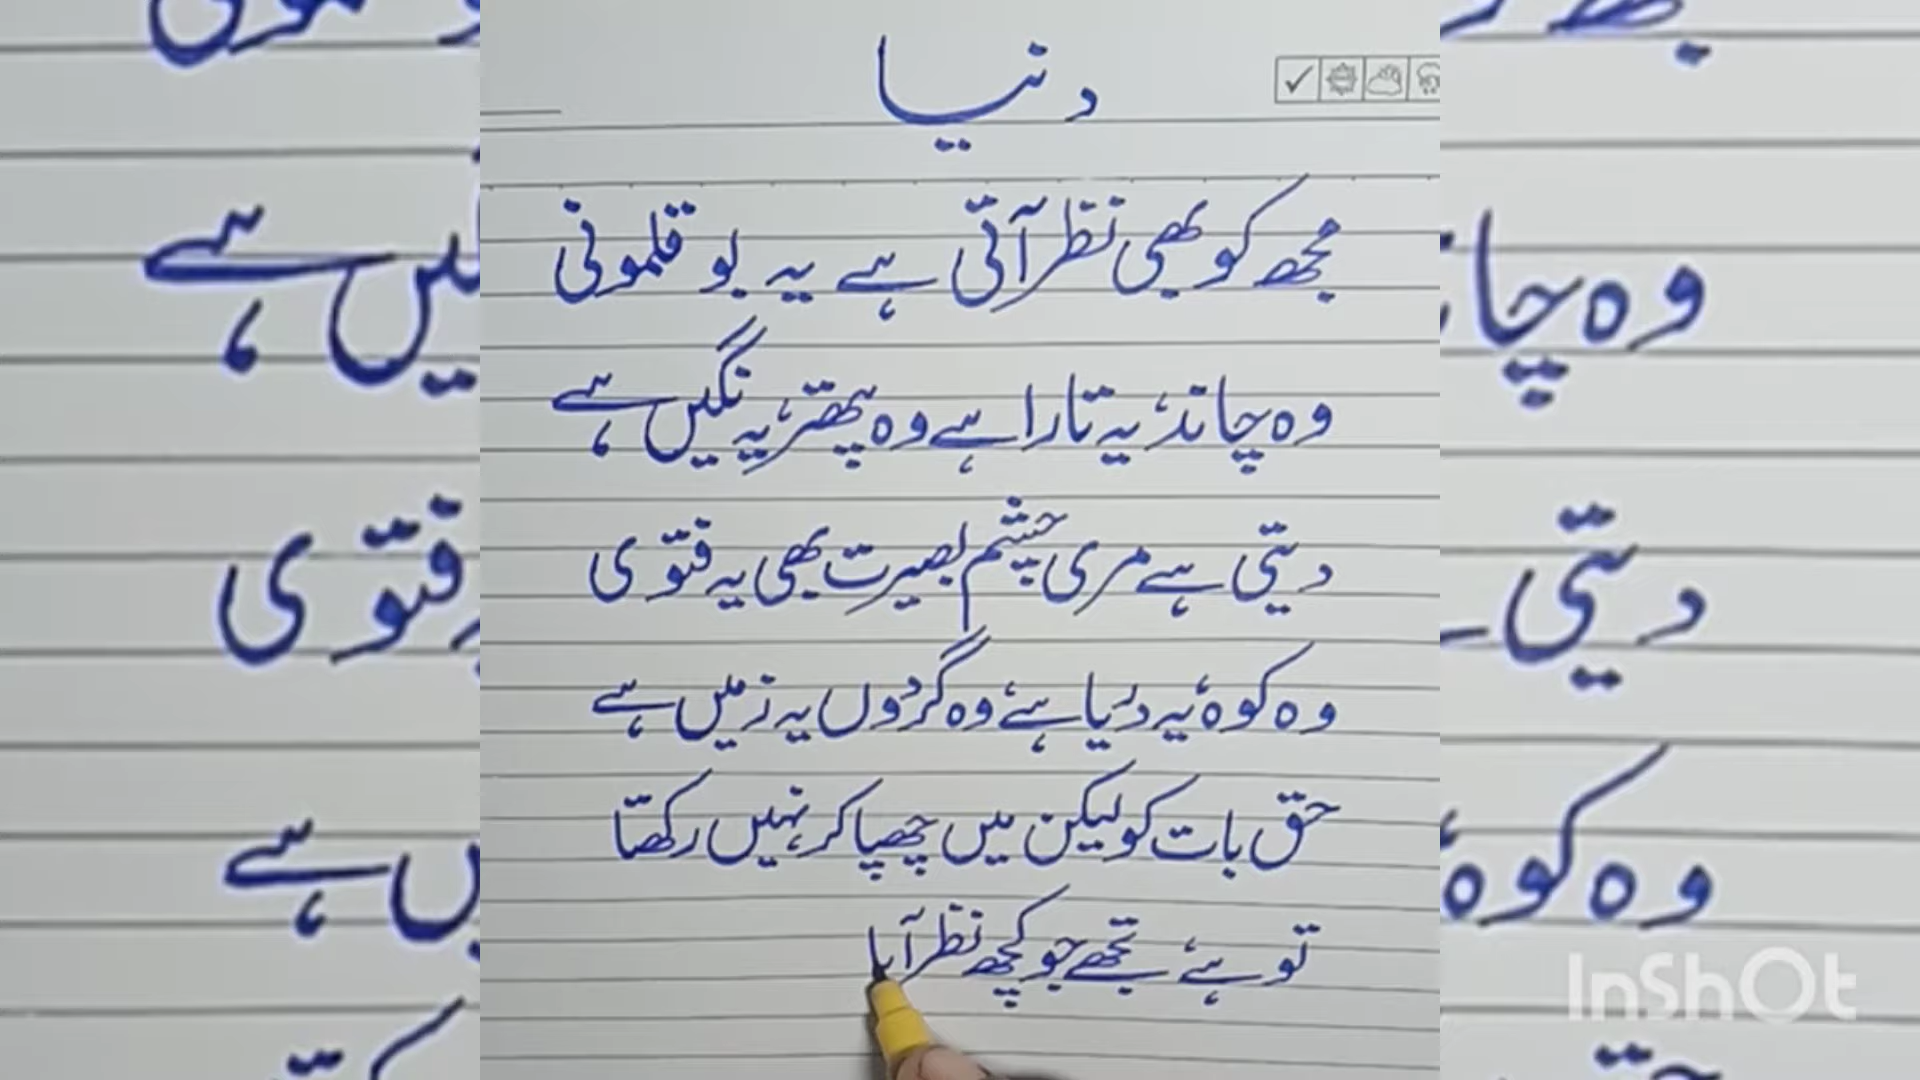 دنیا
مجھ کو بھی نظر آتی ہے یہ بو قلمونی
وہ چاند، یہ تارا ہے وہ پتھر، یہ نگیں ہے
دیتی ہے مری چشم بصیرت بھی یہ فتوی
وہ کوہ، یہ دریا ہے، وہ گردوں یہ زمیں ہے
حق بات کو لیکن میں چھپا کر نہیں رکھتا
تو ہے، تجھے جو کچھ نظر آیا
InShOt